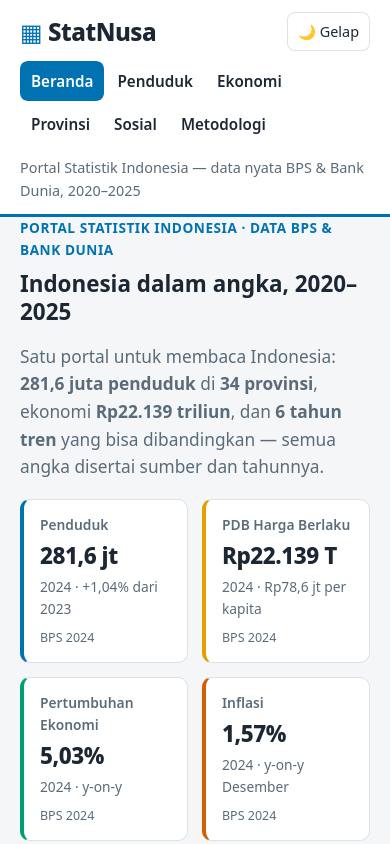 StatNusa
Gelap
Beranda Penduduk Ekonomi
Provinsi Sosial Metodologi
Portal Statistik Indonesia — data nyata BPS & Bank
Dunia, 2020–2025
PORTAL STATISTIK INDONESIA · DATA BPS &
BANK DUNIA
Indonesia dalam angka, 2020–
2025
Satu portal untuk membaca Indonesia:
281,6 juta penduduk di 34 provinsi,
ekonomi Rp22.139 triliun, dan 6 tahun
tren yang bisa dibandingkan — semua
angka disertai sumber dan tahunnya.
Penduduk
281,6 jt
2024 · +1,04% dari
2023
BPS 2024
PDB Harga Berlaku
Rp22.139 T
2024 · Rp78,6 jt per
kapita
BPS 2024
Pertumbuhan
Ekonomi
5,03%
2024 · y-on-y
BPS 2024
Inflasi
1,57%
2024 · y-on-y
Desember
BPS 2024